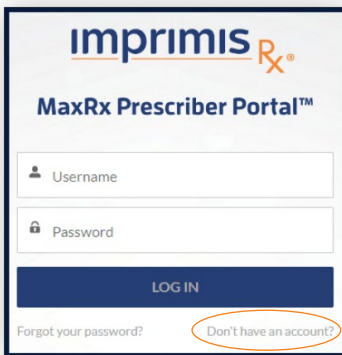 imprimis Rx®
MaxRx Prescriber Portal™
Username
Password
LOG IN
Forgot your password? Don't have an account?